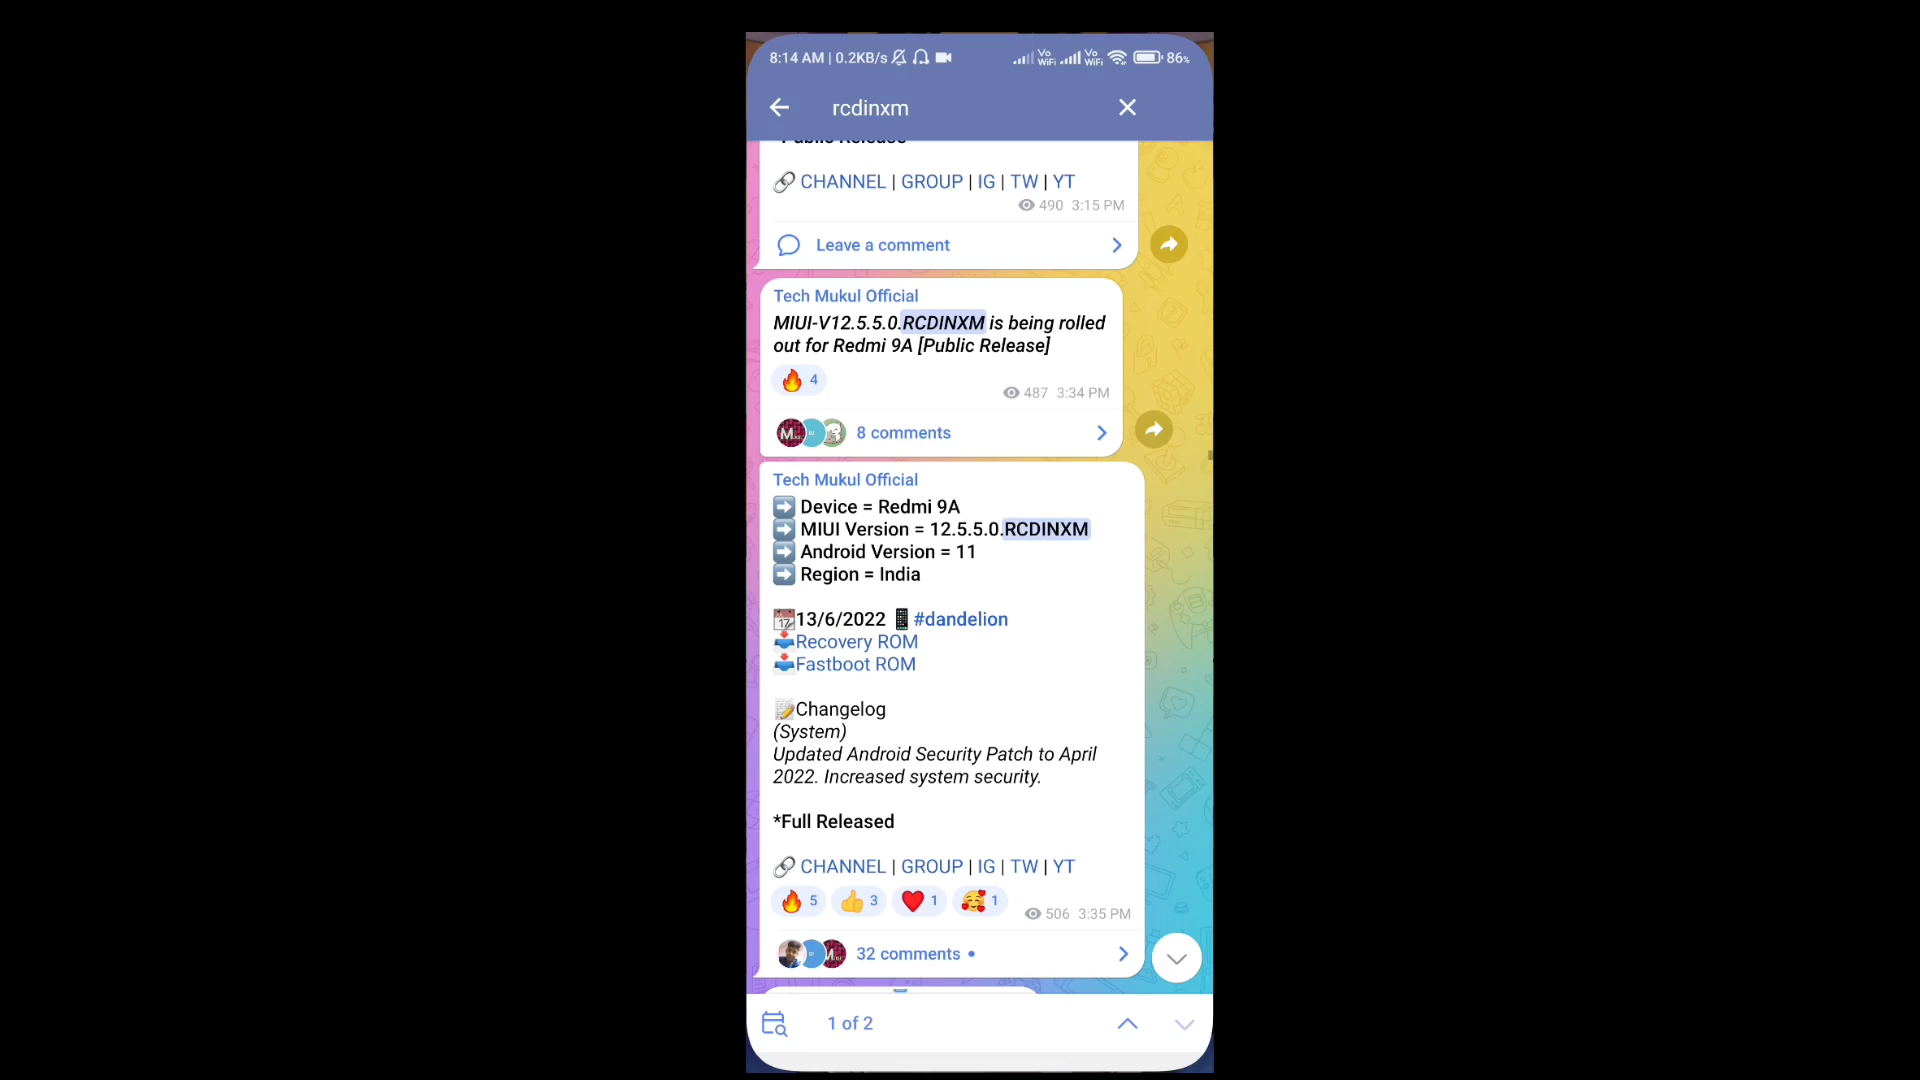 8:14 AM | 0.2KB/s Vo WiFi Vo WiFi 86%
rcdinxm
*Public Release
CHANNEL | GROUP | IG | TW | YT
490 3:15 PM
Leave a comment
Tech Mukul Official
MIUI-V12.5.5.0.RCDINXM is being rolled
out for Redmi 9A [Public Release]
4
487 3:34 PM
8 comments
Tech Mukul Official
Device = Redmi 9A
MIUI Version = 12.5.5.0.RCDINXM
Android Version = 11
Region = India
13/6/2022 #dandelion
Recovery ROM
Fastboot ROM
Changelog
(System)
Updated Android Security Patch to April
2022. Increased system security.
*Full Released
CHANNEL | GROUP | IG | TW | YT
5 3 1 1
506 3:35 PM
32 comments •
1 of 2